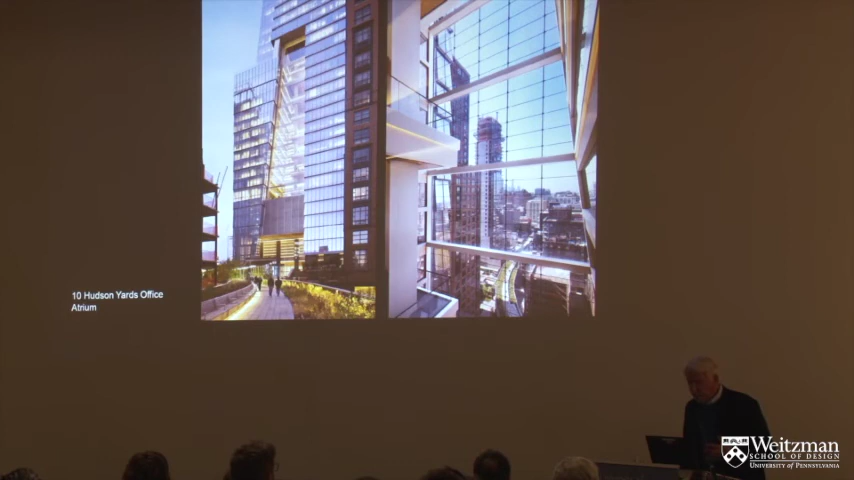 10 Hudson Yards Office
Atrium
Weitzman
SCHOOL OF DESIGN
UNIVERSITY of PENNSYLVANIA